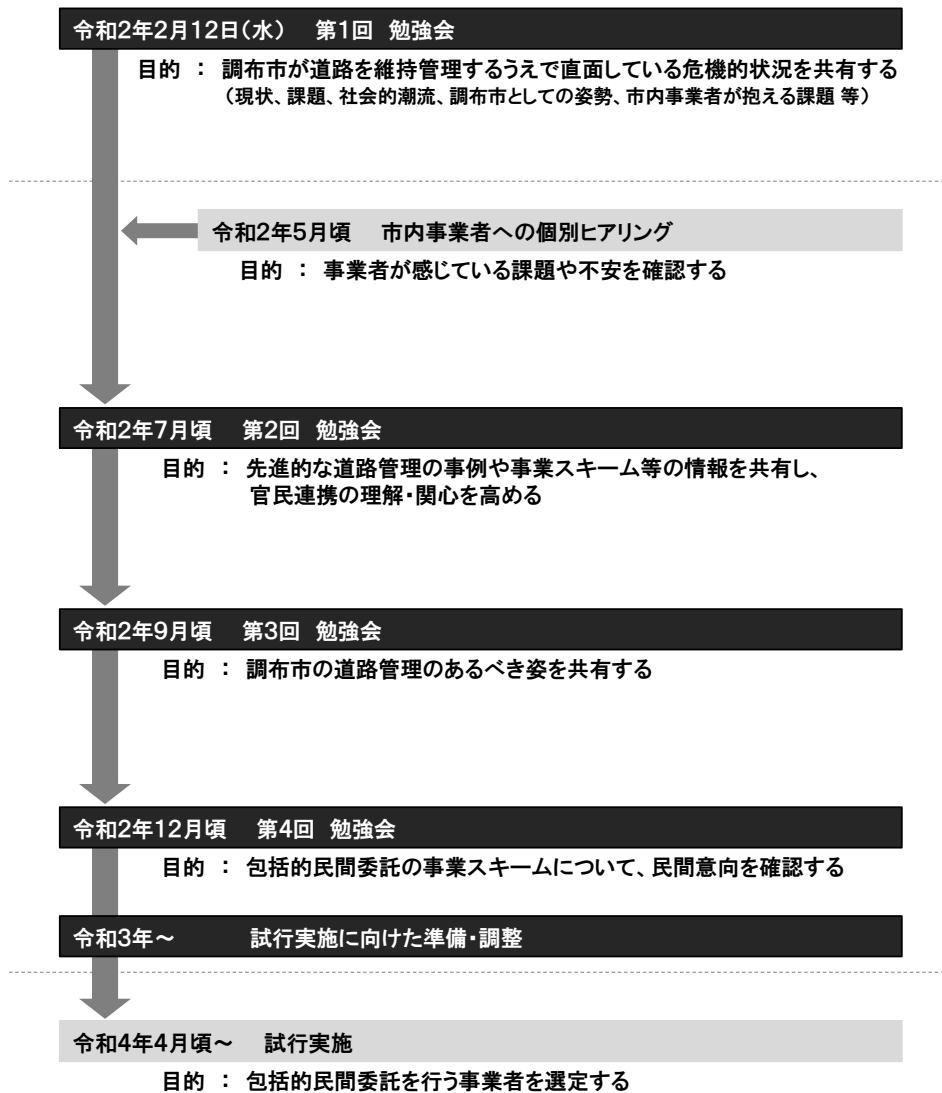 令和2年2月12日（水）　第1回　勉強会
目的　：　調布市が道路を維持管理するうえで直面している危機的状況を共有する
（現状、課題、社会的潮流、調布市としての姿勢、市内事業者が抱える課題 等）
令和2年5月頃　　市内事業者への個別ヒアリング
目的　：　事業者が感じている課題や不安を確認する
令和2年7月頃　　第2回　勉強会
目的　：　先進的な道路管理の事例や事業スキーム等の情報を共有し、
官民連携の理解・関心を高める
令和2年9月頃　　第3回　勉強会
目的　：　調布市の道路管理のあるべき姿を共有する
令和2年12月頃　　第4回　勉強会
目的　：　包括的民間委託の事業スキームについて、民間意向を確認する
令和3年～　　　　試行実施に向けた準備・調整
令和4年4月頃～　　試行実施
目的　：　包括的民間委託を行う事業者を選定する